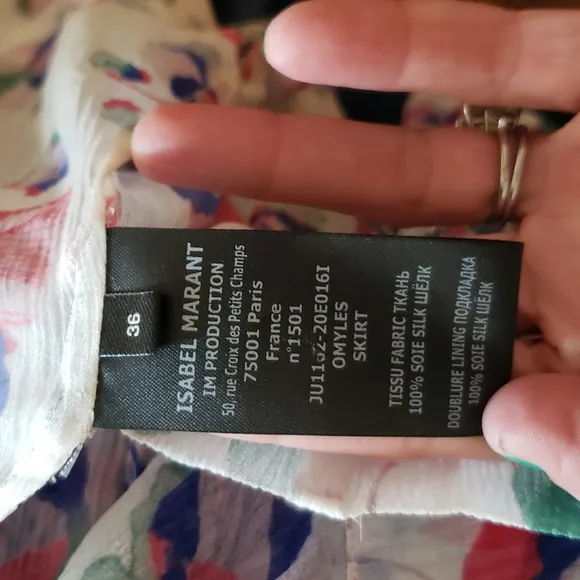 36
ISABEL MARANT
IM PRODUCTION
50, rue Croix des Petits Champs
75001 Paris
France
n°1501
JU1162-20E016I
OMYLES
SKIRT
TISSU FABRIC ТКАНЬ
100% SOIE SILK ШЁЛК
DOUBLURE LINING ПОДКЛАДКА
100% SOIE SILK ШЁЛК